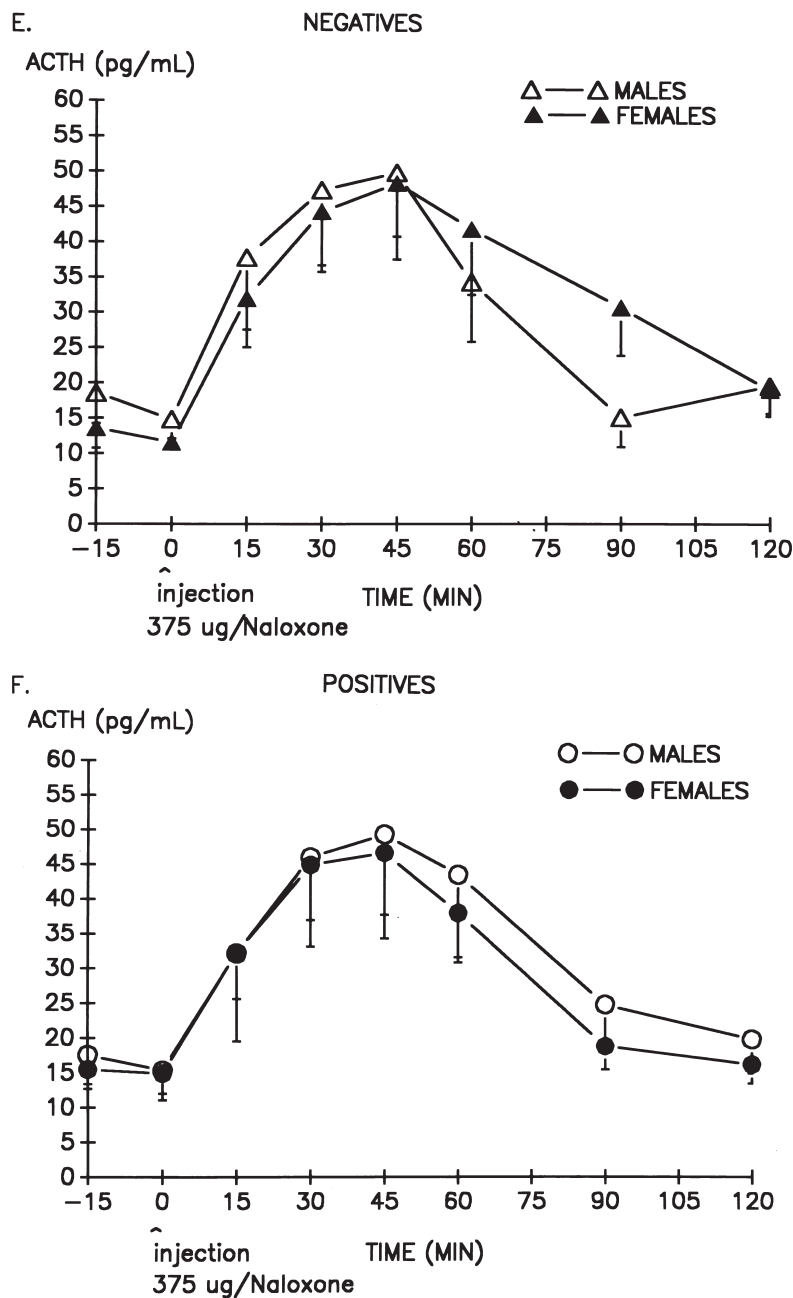 E.
NEGATIVES
ACTH (pg/mL)
MALES
FEMALES
60
55
50
45
40
35
30
25
20
15
10
5
0
−15 0 15 30 45 60 75 90 105 120
^
injection
TIME (MIN)
375 ug/Naloxone
F.
POSITIVES
ACTH (pg/mL)
MALES
FEMALES
60
55
50
45
40
35
30
25
20
15
10
5
0
−15 0 15 30 45 60 75 90 105 120
^
injection
TIME (MIN)
375 ug/Naloxone